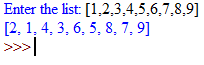 Enter the list: [1,2,3,4,5,6,7,8,9]
[2, 1, 4, 3, 6, 5, 8, 7, 9]
>>>